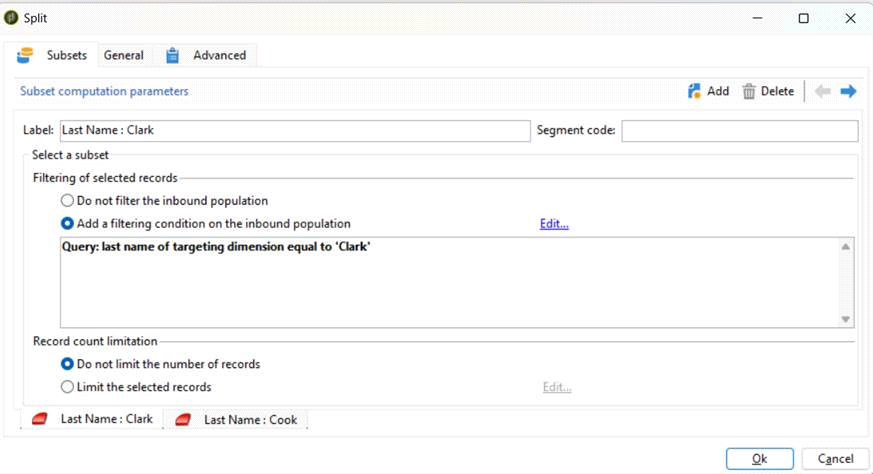 Split
Subsets General Advanced
Subset computation parameters Add Delete
Label: Last Name : Clark Segment code:
Select a subset
Filtering of selected records
Do not filter the inbound population
Add a filtering condition on the inbound population Edit...
Query: last name of targeting dimension equal to 'Clark'
Record count limitation
Do not limit the number of records
Limit the selected records Edit...
Last Name : Clark Last Name : Cook
Ok Cancel